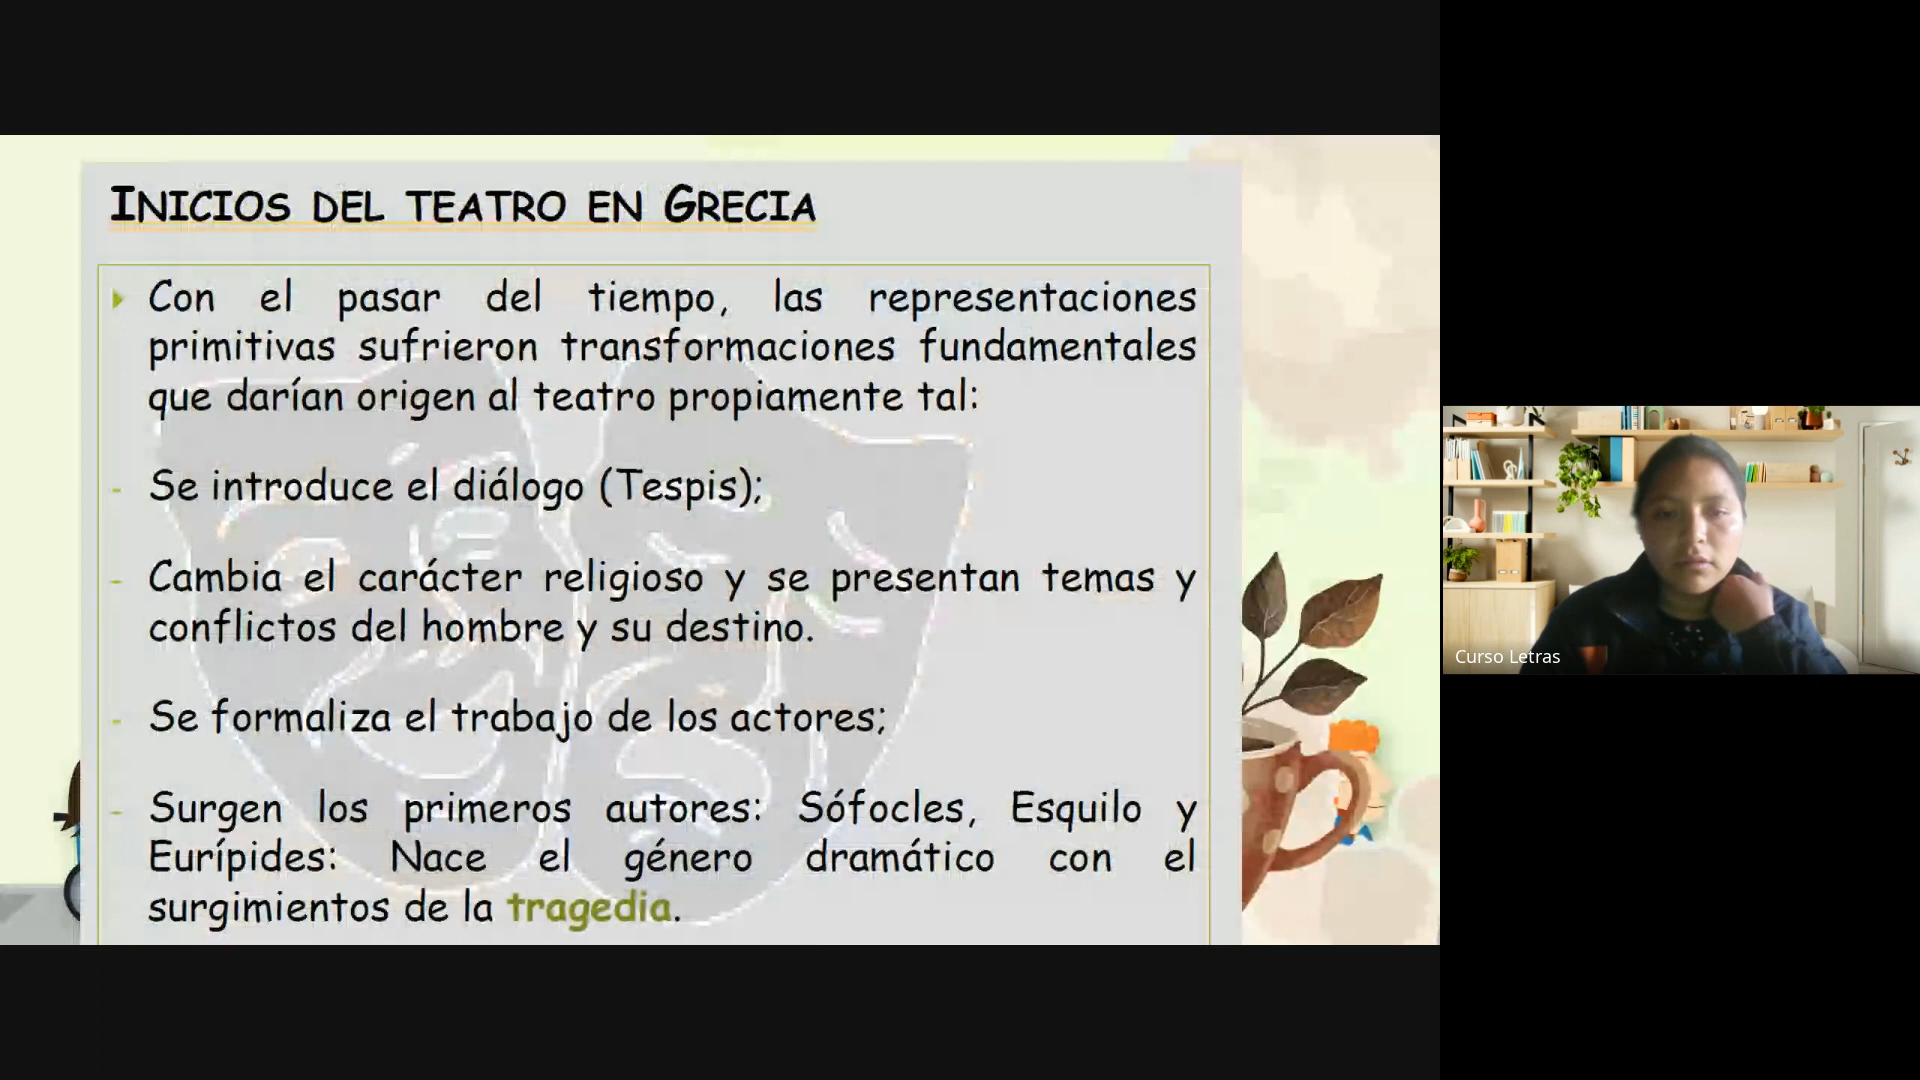 INICIOS DEL TEATRO EN GRECIA
Con el pasar del tiempo, las representaciones
primitivas sufrieron transformaciones fundamentales
que darían origen al teatro propiamente tal:
- Se introduce el diálogo (Tespis);
- Cambia el carácter religioso y se presentan temas y
conflictos del hombre y su destino.
- Se formaliza el trabajo de los actores;
- Surgen los primeros autores: Sófocles, Esquilo y
Eurípides: Nace el género dramático con el
surgimientos de la tragedia.
Curso Letras